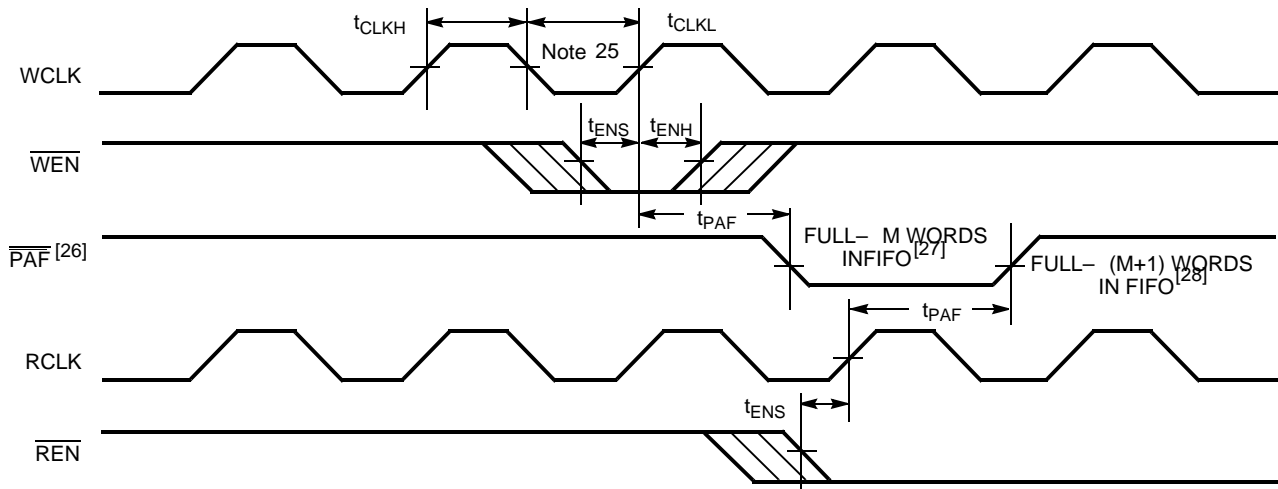 tCLKH
tCLKL
Note 25
WCLK
tENS
tENH
WEN
tPAF
PAF [26]
FULL– M WORDS
INFIFO[27]
FULL– (M+1) WORDS
IN FIFO[28]
tPAF
RCLK
tENS
REN